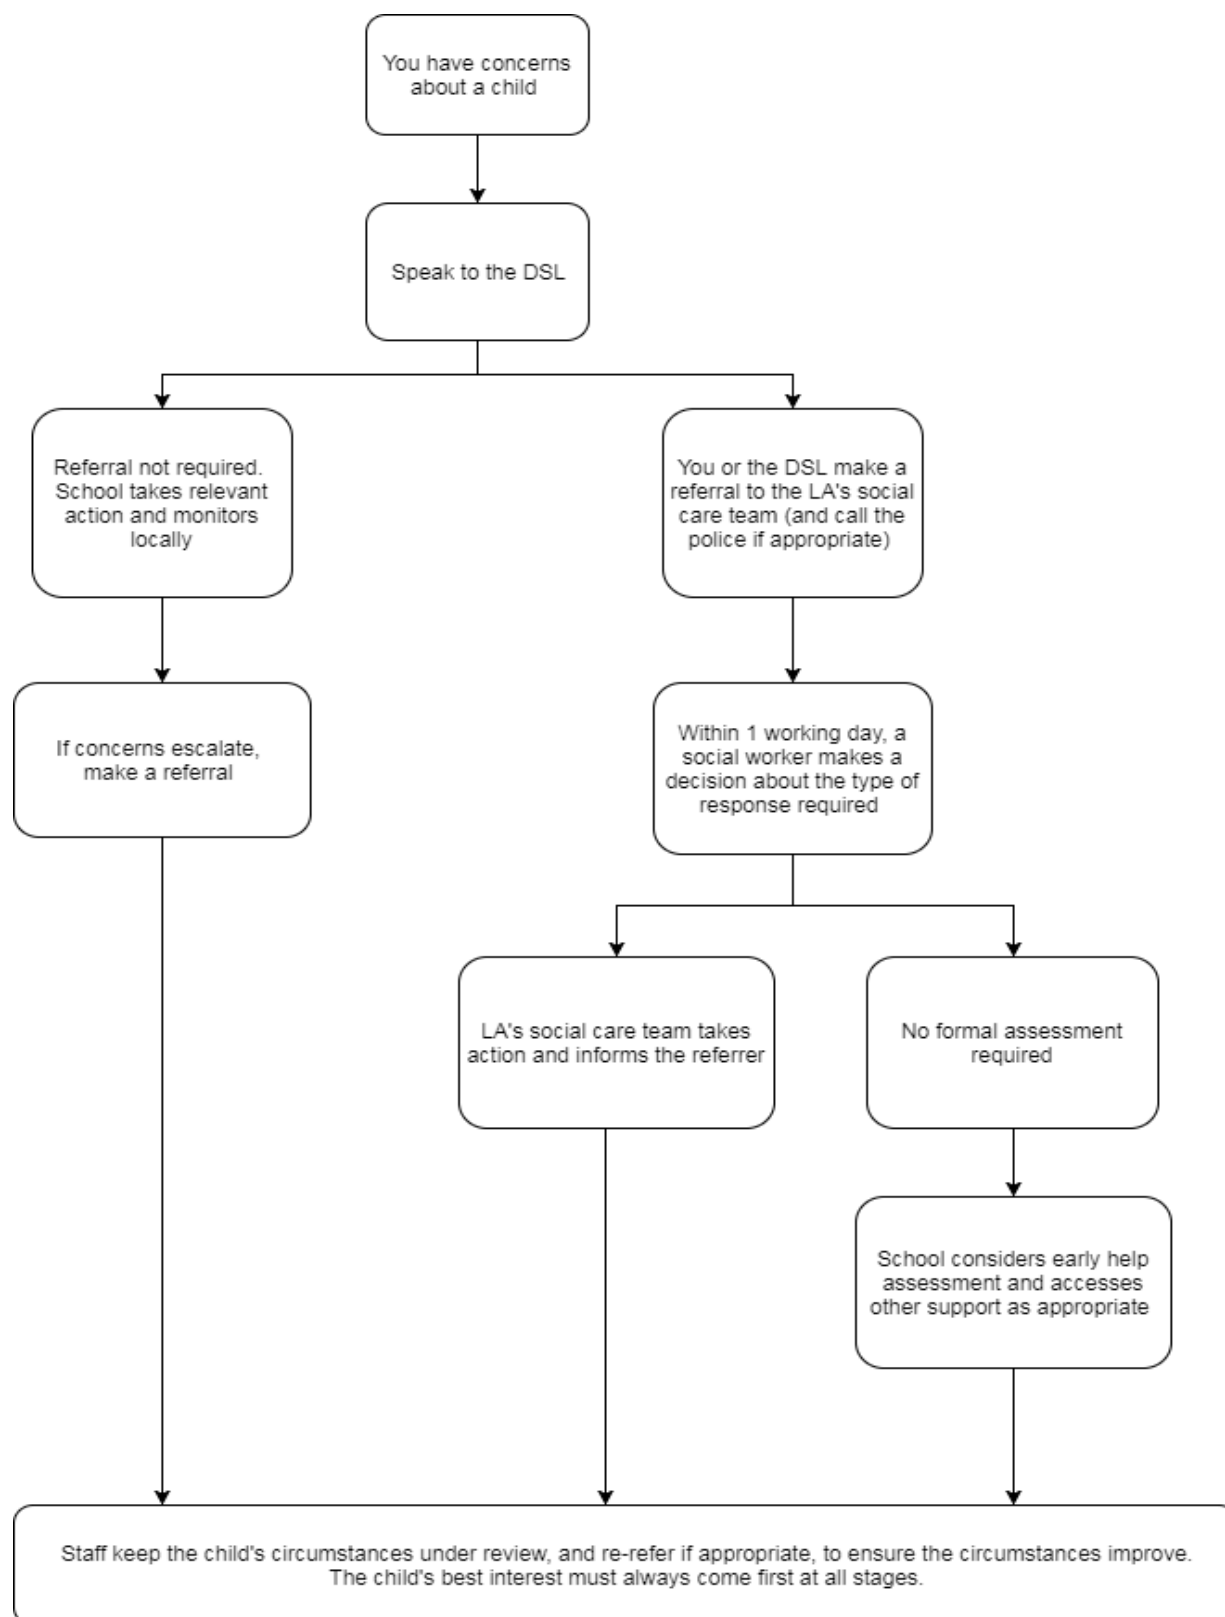 You have concerns
about a child
Speak to the DSL
Referral not required.
School takes relevant
action and monitors
locally
You or the DSL make a
referral to the LA's social
care team (and call the
police if appropriate)
If concerns escalate,
make a referral
Within 1 working day, a
social worker makes a
decision about the type of
response required
LA's social care team takes
action and informs the referrer
No formal assessment
required
School considers early help
assessment and accesses
other support as appropriate
Staff keep the child's circumstances under review, and re-refer if appropriate, to ensure the circumstances improve.
The child's best interest must always come first at all stages.